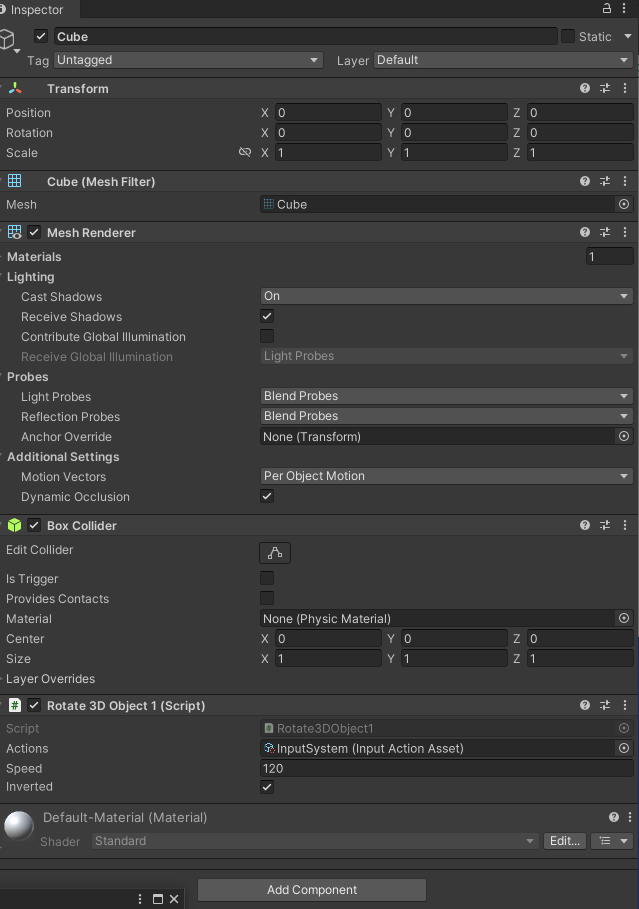 Inspector
Cube Static
Tag Untagged Layer Default
Transform
Position X 0 Y 0 Z 0
Rotation X 0 Y 0 Z 0
Scale X 1 Y 1 Z 1
Cube (Mesh Filter)
Mesh Cube
Mesh Renderer
Materials 1
Lighting
Cast Shadows On
Receive Shadows
Contribute Global Illumination
Receive Global Illumination Light Probes
Probes
Light Probes Blend Probes
Reflection Probes Blend Probes
Anchor Override None (Transform)
Additional Settings
Motion Vectors Per Object Motion
Dynamic Occlusion
Box Collider
Edit Collider
Is Trigger
Provides Contacts
Material None (Physic Material)
Center X 0 Y 0 Z 0
Size X 1 Y 1 Z 1
Layer Overrides
# Rotate 3D Object 1 (Script)
Script # Rotate3DObject1
Actions InputSystem (Input Action Asset)
Speed 120
Inverted
Default-Material (Material)
Shader Standard Edit...
Add Component